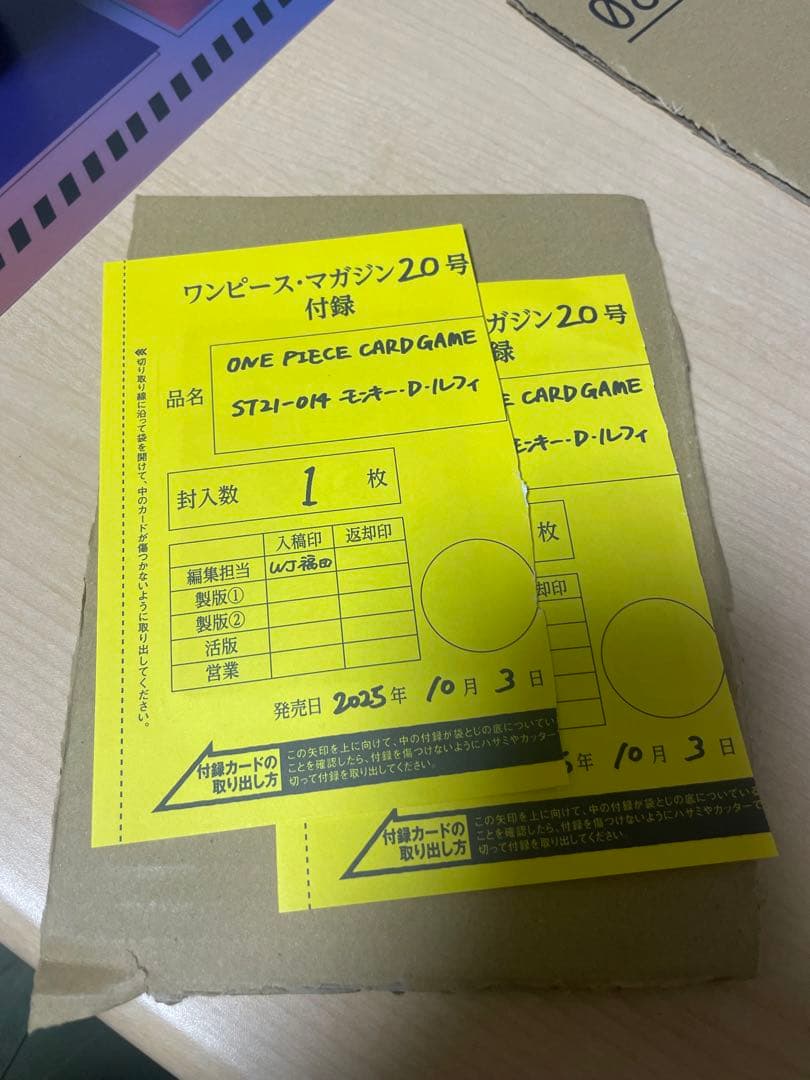 ワンピース・マガジン20号
付録
品名
ONE PIECE CARD GAME
ST21-014 モンキー・D・ルフィ
封入数 1 枚
入稿印 返却印
編集担当 WJ福田
製版①
製版②
活版
営業
発売日 2025年 10月 3日
≪切り取り線に沿って袋を開けて、中のカードが傷つかないように取り出してください。
付録カードの
取り出し方
この矢印を上に向けて、中の付録が袋とじの底についてい
ことを確認したら、付録を傷つけないようにハサミやカッター
切って付録を取り出してください。
ガジン20号
録
CARD GAME
モンキー・D・ルフィ
枚
却印
5年 10月 3日
付録カードの
取り出し方
この矢印を上に向けて、中の付録が袋とじの底についている
ことを確認したら、付録を傷つけないようにハサミやカッターで
切って付録を取り出してください